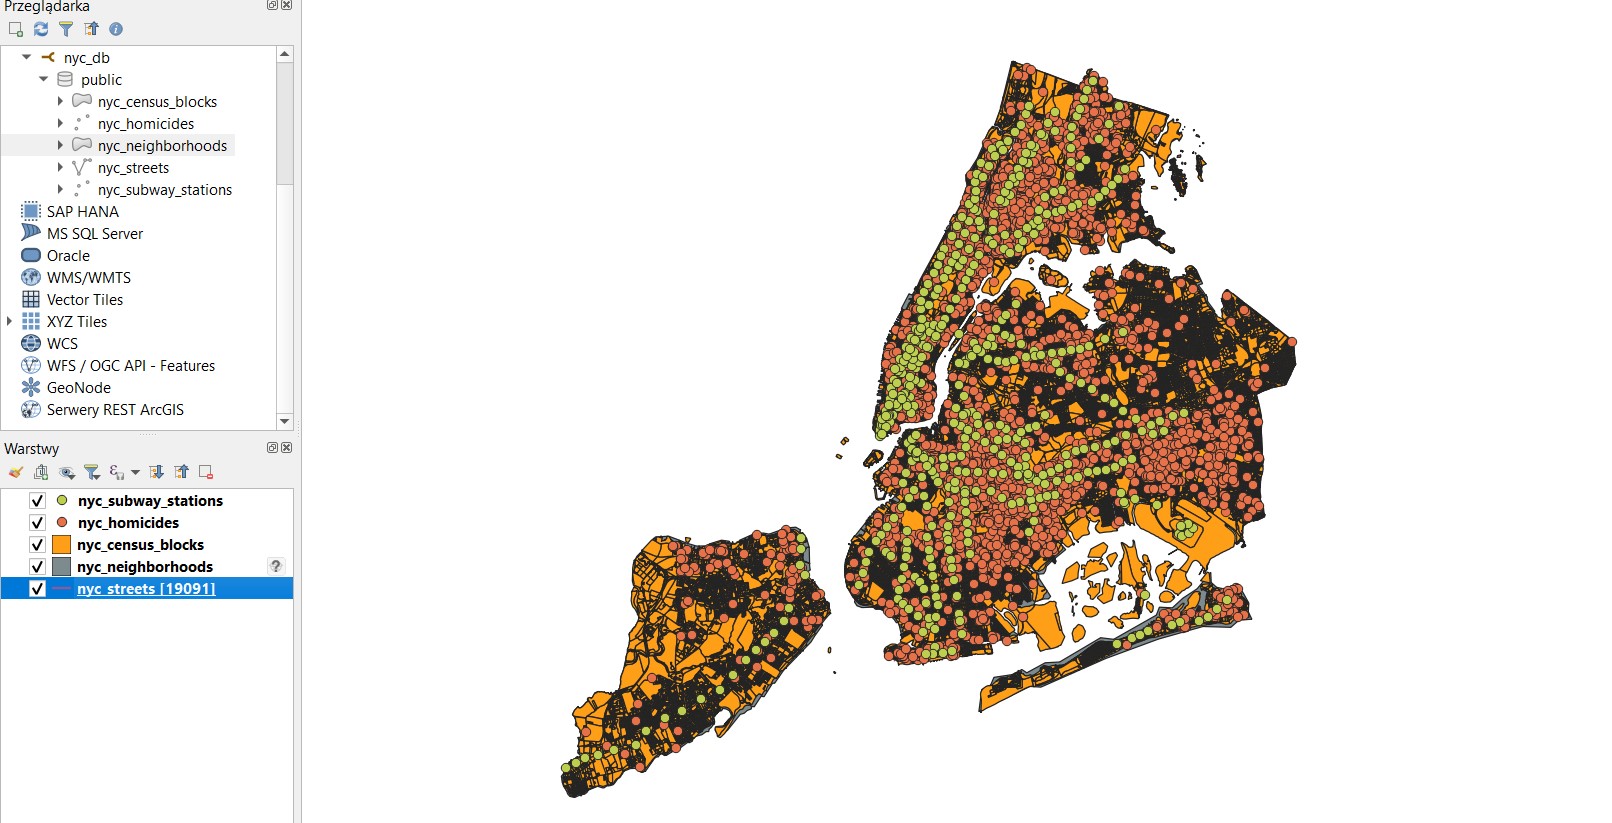 Przeglądarka
nyc_db
public
nyc_census_blocks
nyc_homicides
nyc_neighborhoods
nyc_streets
nyc_subway_stations
SAP HANA
MS SQL Server
Oracle
WMS/WMTS
Vector Tiles
XYZ Tiles
WCS
WFS / OGC API - Features
GeoNode
Serwery REST ArcGIS
Warstwy
nyc_subway_stations
nyc_homicides
nyc_census_blocks
nyc_neighborhoods ?
nyc_streets [19091]